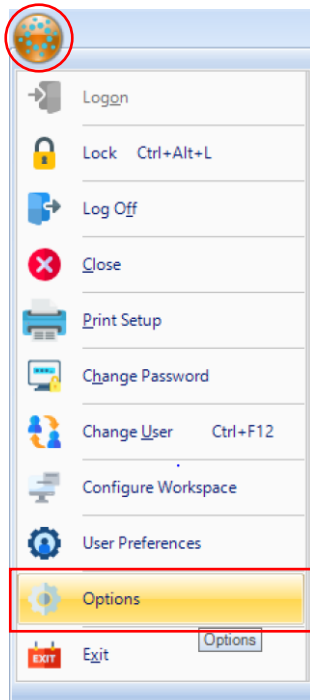 Logon
Lock Ctrl+Alt+L
Log Off
Close
Print Setup
Change Password
Change User Ctrl+F12
Configure Workspace
User Preferences
Options
Options
EXIT Exit